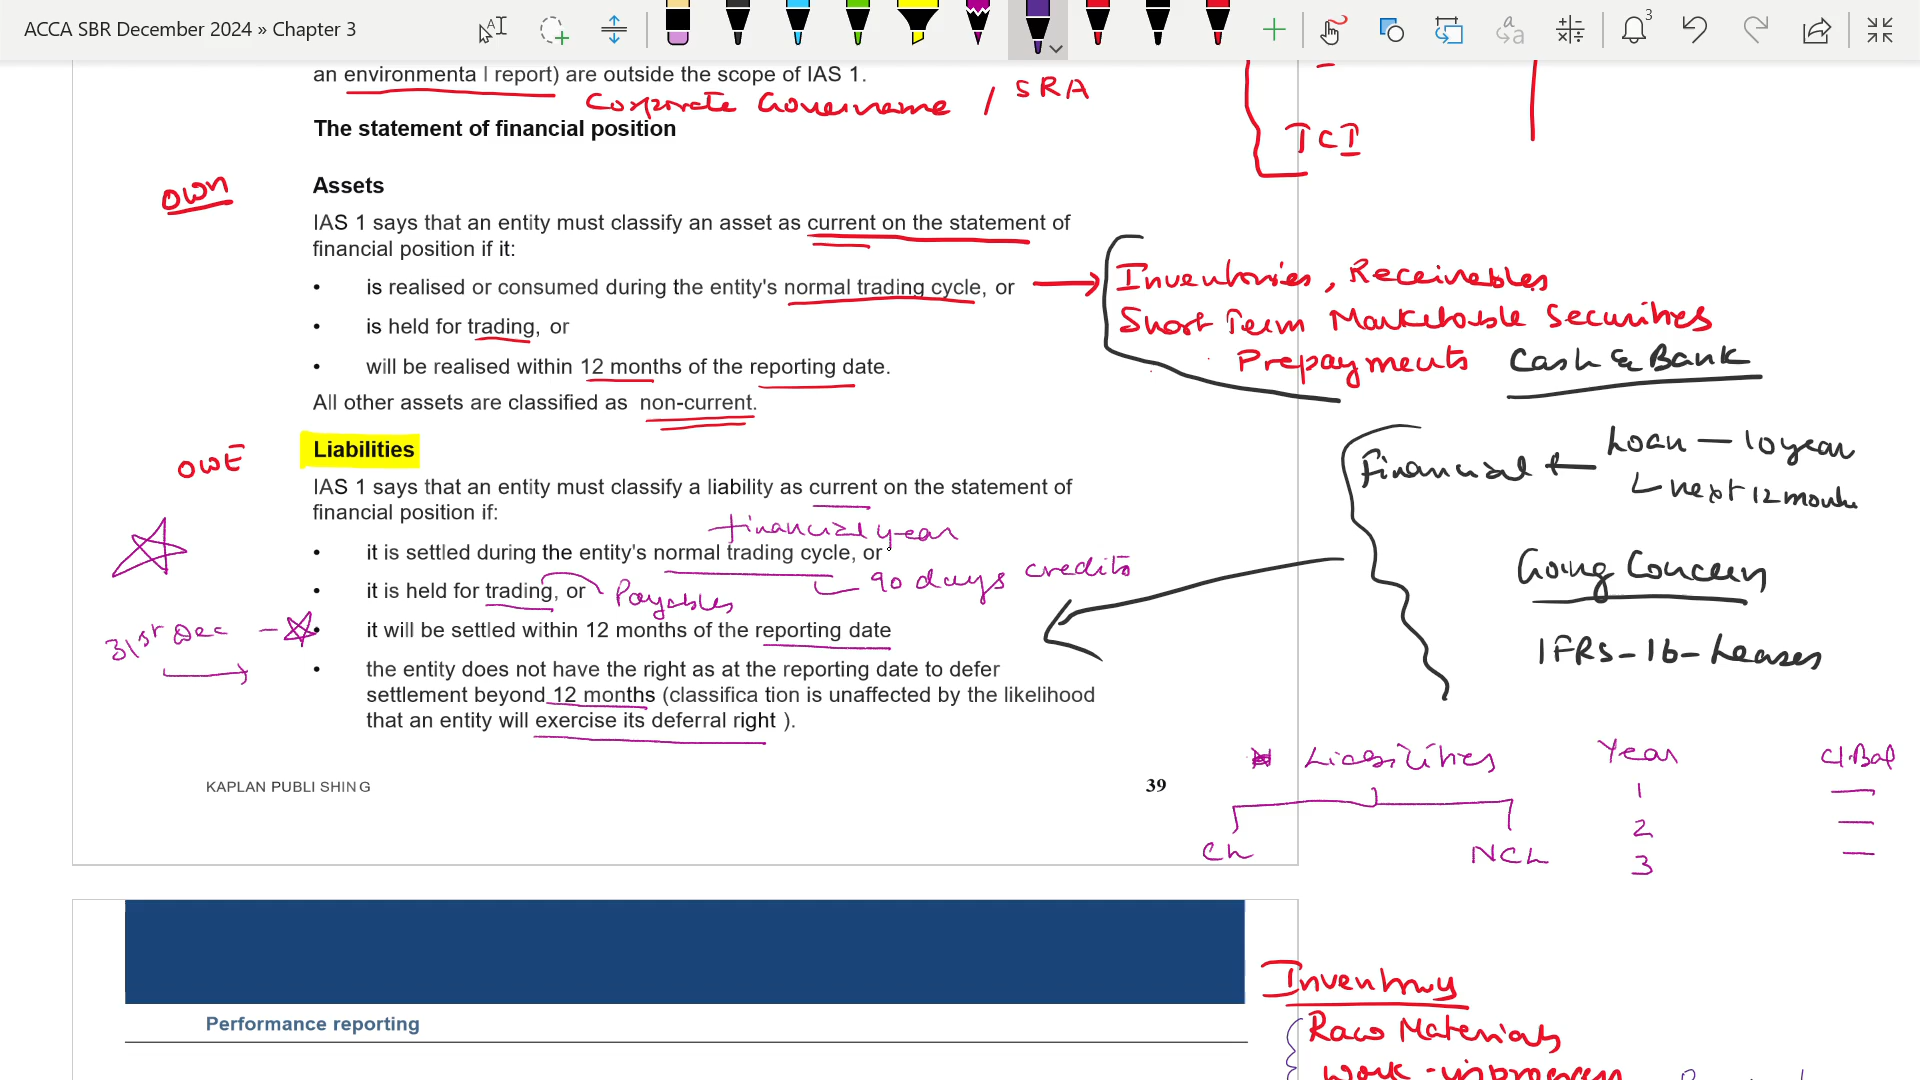 ACCA SBR December 2024 » Chapter 3
3
an environmenta l report) are outside the scope of IAS 1.
Corporate Governance / SRA
The statement of financial position
TCI
Assets
OWN
IAS 1 says that an entity must classify an asset as current on the statement of
financial position if it:
• is realised or consumed during the entity's normal trading cycle, or
Inventories, Receivables
• is held for trading, or
Short Term Marketable Securities
• will be realised within 12 months of the reporting date.
Prepayments Cash & Bank
All other assets are classified as non-current.
Liabilities
OWE
Financial
Loan — 10 year
next 12 months
IAS 1 says that an entity must classify a liability as current on the statement of
financial position if:
financial year
• it is settled during the entity's normal trading cycle, or
90 days credits
• it is held for trading, or
Payables
Going Concern
31st Dec
• it will be settled within 12 months of the reporting date
IFRS-16-Leases
• the entity does not have the right as at the reporting date to defer
settlement beyond 12 months (classifica tion is unaffected by the likelihood
that an entity will exercise its deferral right ).
Liabilities
Year
Cl.Bal
1
2
3
CL
NCL
KAPLAN PUBLI SHIN G
39
Inventory
Raw Materials
Performance reporting